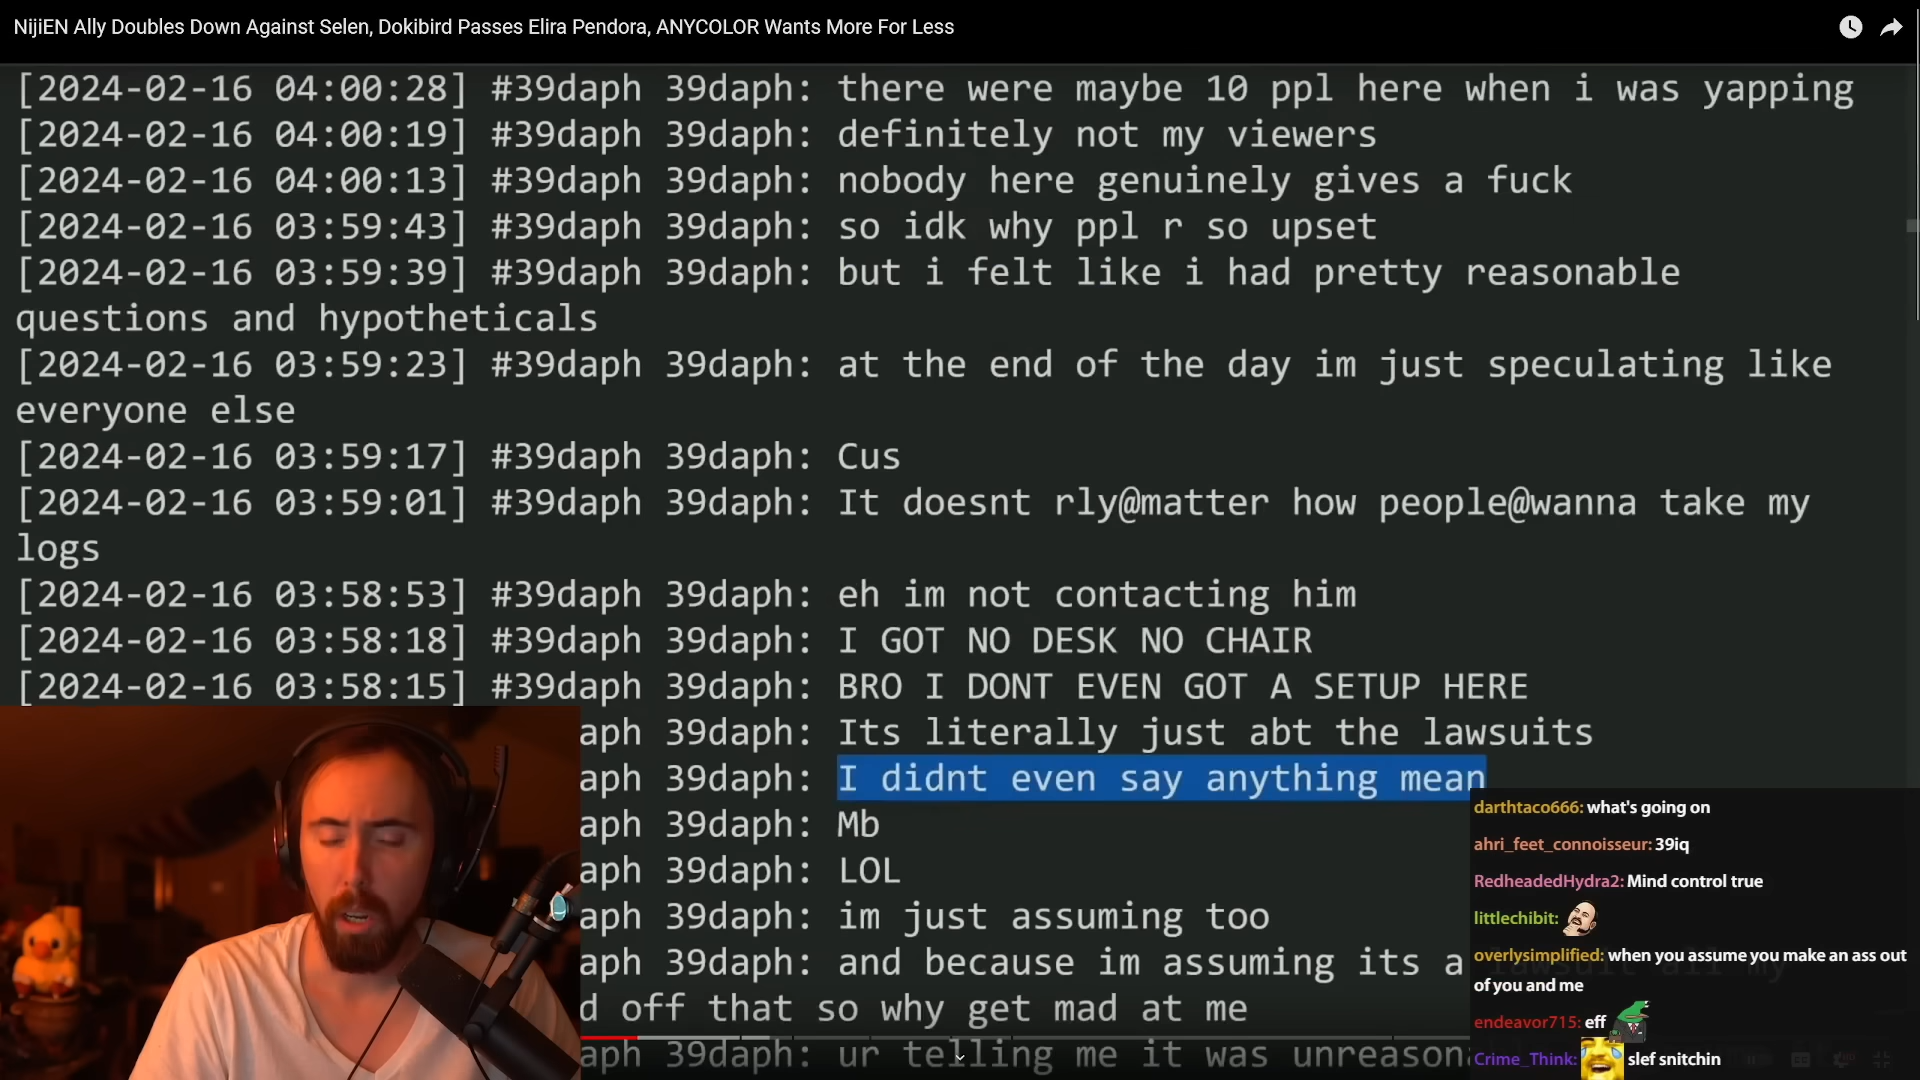 NijiEN Ally Doubles Down Against Selen, Dokibird Passes Elira Pendora, ANYCOLOR Wants More For Less
[2024-02-16 04:00:28] #39daph 39daph: there were maybe 10 ppl here when i was yapping
[2024-02-16 04:00:19] #39daph 39daph: definitely not my viewers
[2024-02-16 04:00:13] #39daph 39daph: nobody here genuinely gives a fuck
[2024-02-16 03:59:43] #39daph 39daph: so idk why ppl r so upset
[2024-02-16 03:59:39] #39daph 39daph: but i felt like i had pretty reasonable
questions and hypotheticals
[2024-02-16 03:59:23] #39daph 39daph: at the end of the day im just speculating like
everyone else
[2024-02-16 03:59:17] #39daph 39daph: Cus
[2024-02-16 03:59:01] #39daph 39daph: It doesnt rly@matter how people@wanna take my
logs
[2024-02-16 03:58:53] #39daph 39daph: eh im not contacting him
[2024-02-16 03:58:18] #39daph 39daph: I GOT NO DESK NO CHAIR
[2024-02-16 03:58:15] #39daph 39daph: BRO I DONT EVEN GOT A SETUP HERE
aph 39daph: Its literally just abt the lawsuits
aph 39daph: I didnt even say anything mean
aph 39daph: Mb
aph 39daph: LOL
aph 39daph: im just assuming too
aph 39daph: and because im assuming its a lawsuit all my
d off that so why get mad at me
aph 39daph: ur telling me it was unreason
darthtaco666: what's going on
ahri_feet_connoisseur: 39iq
RedheadedHydra2: Mind control true
littlechibit:
overlysimplified: when you assume you make an ass out
of you and me
endeavor715: eff
Crime_Think: slef snitchin